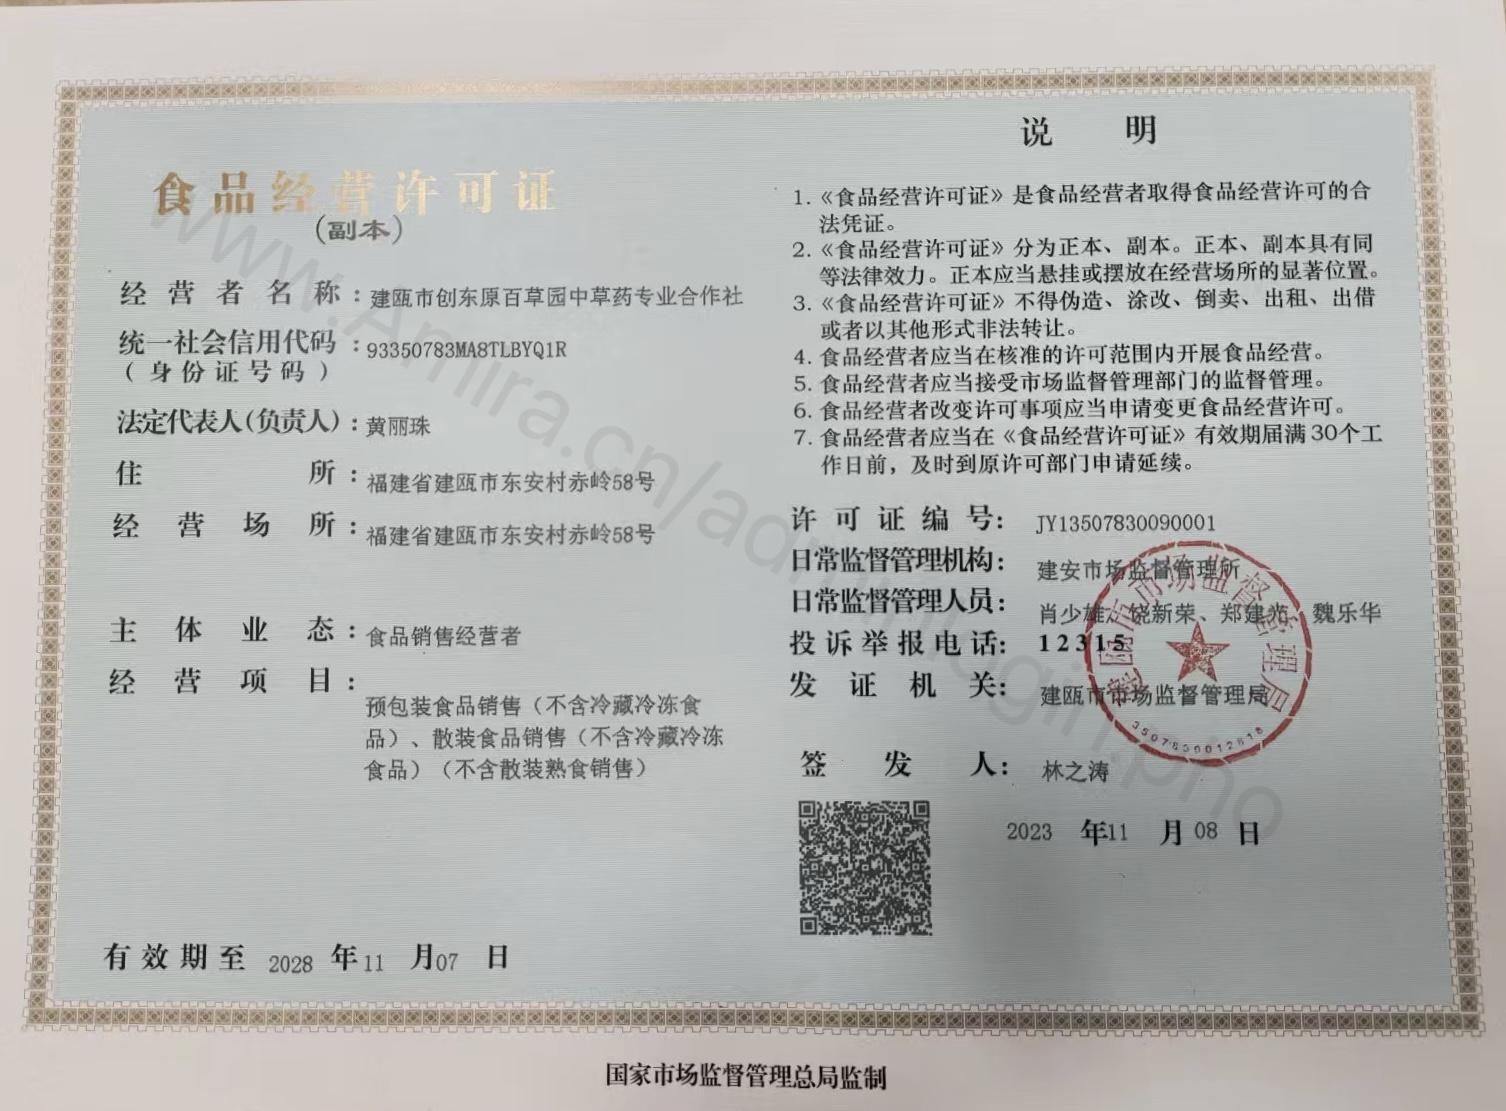 食品经营许可证
(副本)
经营者名称：建瓯市创东原百草园中草药专业合作社
统一社会信用代码：93350783MA8TLBYQ1R
（身份证号码）
法定代表人(负责人)：黄丽珠
住所：福建省建瓯市东安村赤岭58号
经营场所：福建省建瓯市东安村赤岭58号
主体业态：食品销售经营者
经营项目：
预包装食品销售（不含冷藏冷冻食
品）、散装食品销售（不含冷藏冷冻
食品）（不含散装熟食销售）
有效期至 2028 年11 月07 日
说明
1.《食品经营许可证》是食品经营者取得食品经营许可的合
法凭证。
2.《食品经营许可证》分为正本、副本。正本、副本具有同
等法律效力。正本应当悬挂或摆放在经营场所的显著位置。
3.《食品经营许可证》不得伪造、涂改、倒卖、出租、出借
或者以其他形式非法转让。
4. 食品经营者应当在核准的许可范围内开展食品经营。
5. 食品经营者应当接受市场监督管理部门的监督管理。
6. 食品经营者改变许可事项应当申请变更食品经营许可。
7. 食品经营者应当在《食品经营许可证》有效期届满30个工
作日前，及时到原许可部门申请延续。
许可证编号：JY13507830090001
日常监督管理机构：建安市场监督管理所
日常监督管理人员：肖少雄、饶新荣、郑建光、魏乐华
投诉举报电话：12315
发证机关：建瓯市市场监督管理局
签发人：林之涛
2023 年11 月 08 日
建瓯市市场监督管理局
3507830012618
国家市场监督管理总局监制
www.Amira.cn/adminlogin.php